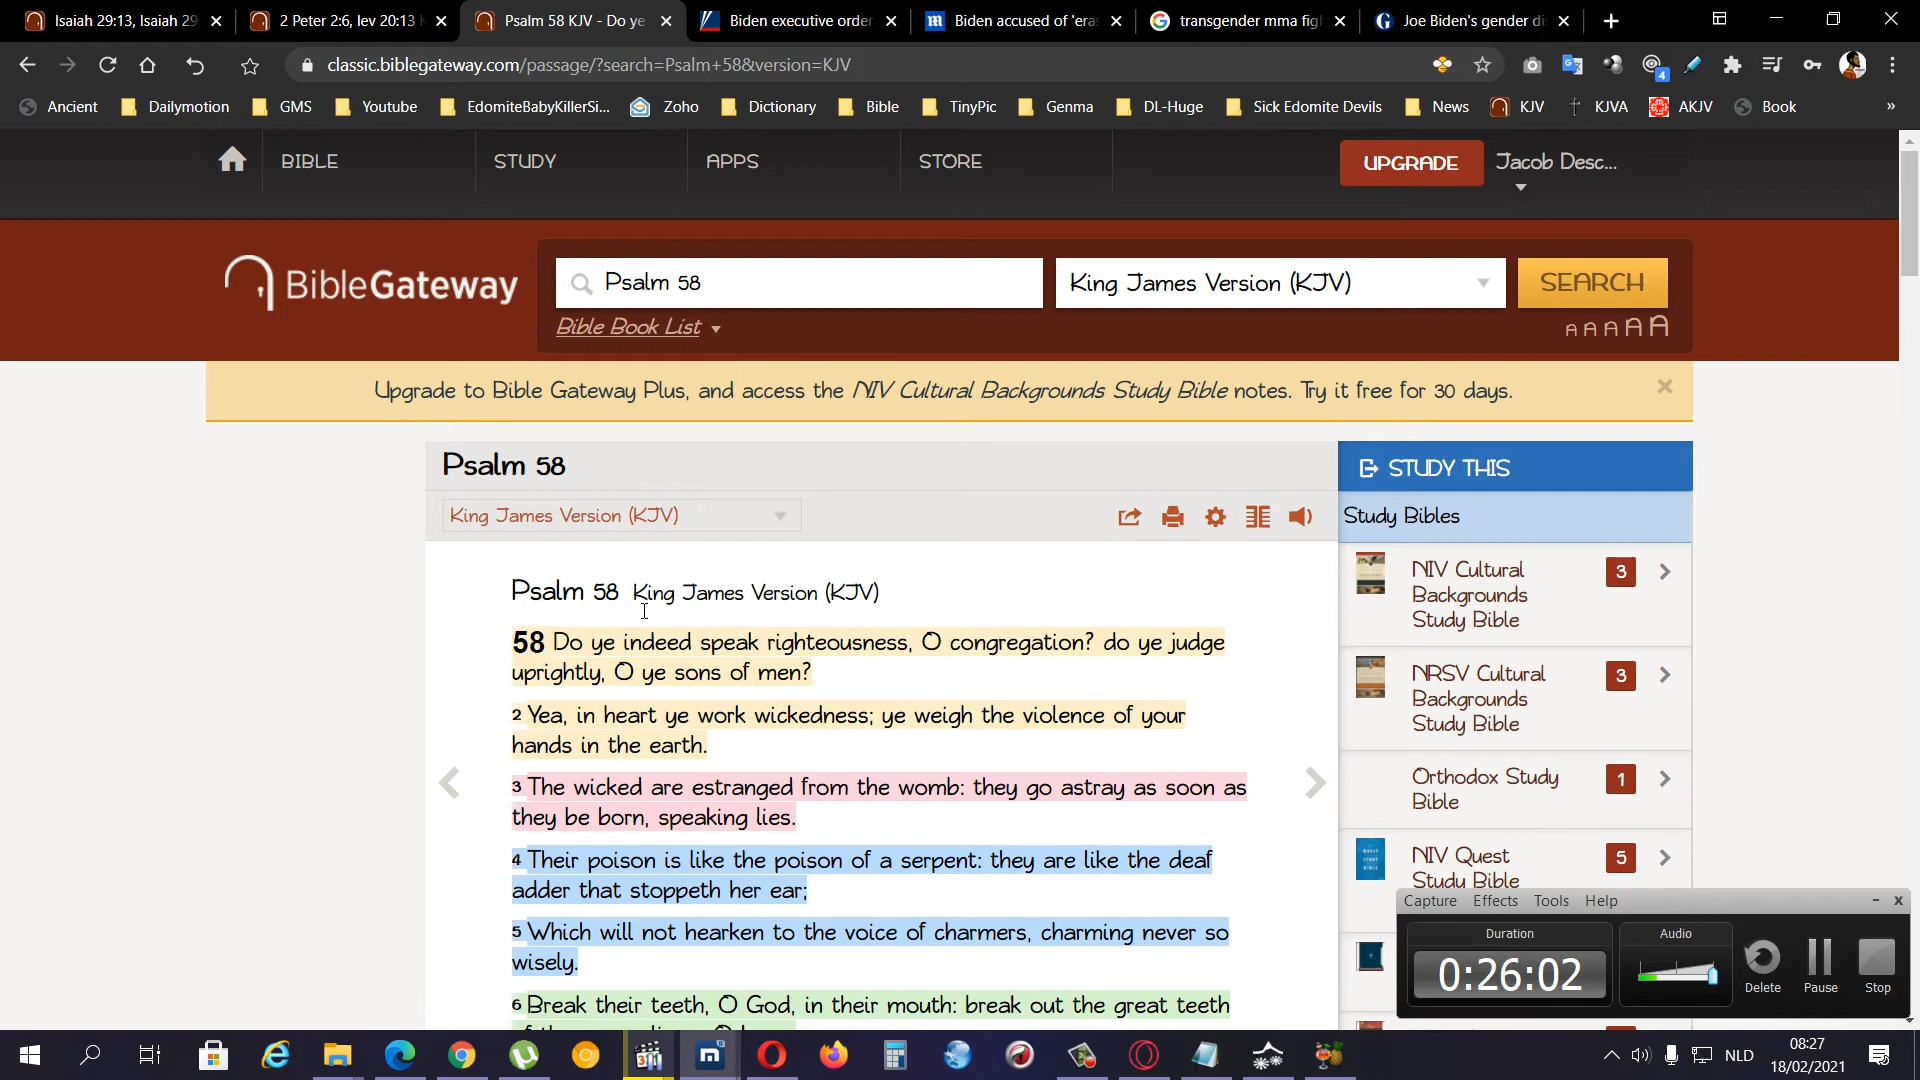 Isaiah 29:13, Isaiah 29:
2 Peter 2:6, lev 20:13 K
Psalm 58 KJV - Do ye
Biden executive order
Biden accused of 'eras
transgender mma figh
Joe Biden's gender di
classic.biblegateway.com/passage/?search=Psalm+58&version=KJV
4
Ancient
Dailymotion
GMS
Youtube
EdomiteBabyKillerSi...
Zoho
Dictionary
Bible
TinyPic
Genma
DL-Huge
Sick Edomite Devils
News
KJV
KJVA
AKJV
Book
»
BIBLE
STUDY
APPS
STORE
UPGRADE
Jacob Desc...
BibleGateway
Psalm 58
King James Version (KJV)
SEARCH
Bible Book List
A A A A A
Upgrade to Bible Gateway Plus, and access the NIV Cultural Backgrounds Study Bible notes. Try it free for 30 days.
Psalm 58
King James Version (KJV)
Psalm 58 King James Version (KJV)
58 Do ye indeed speak righteousness, O congregation? do ye judge
uprightly, O ye sons of men?
2 Yea, in heart ye work wickedness; ye weigh the violence of your
hands in the earth.
3 The wicked are estranged from the womb: they go astray as soon as
they be born, speaking lies.
4 Their poison is like the poison of a serpent: they are like the deaf
adder that stoppeth her ear;
5 Which will not hearken to the voice of charmers, charming never so
wisely.
6 Break their teeth, O God, in their mouth: break out the great teeth
STUDY THIS
Study Bibles
NIV Cultural
Backgrounds
Study Bible
3
NRSV Cultural
Backgrounds
Study Bible
3
Orthodox Study
Bible
1
NIV Quest
Study Bible
5
Capture
Effects
Tools
Help
Duration
0:26:02
Audio
Delete
Pause
Stop
NLD
08:27
18/02/2021